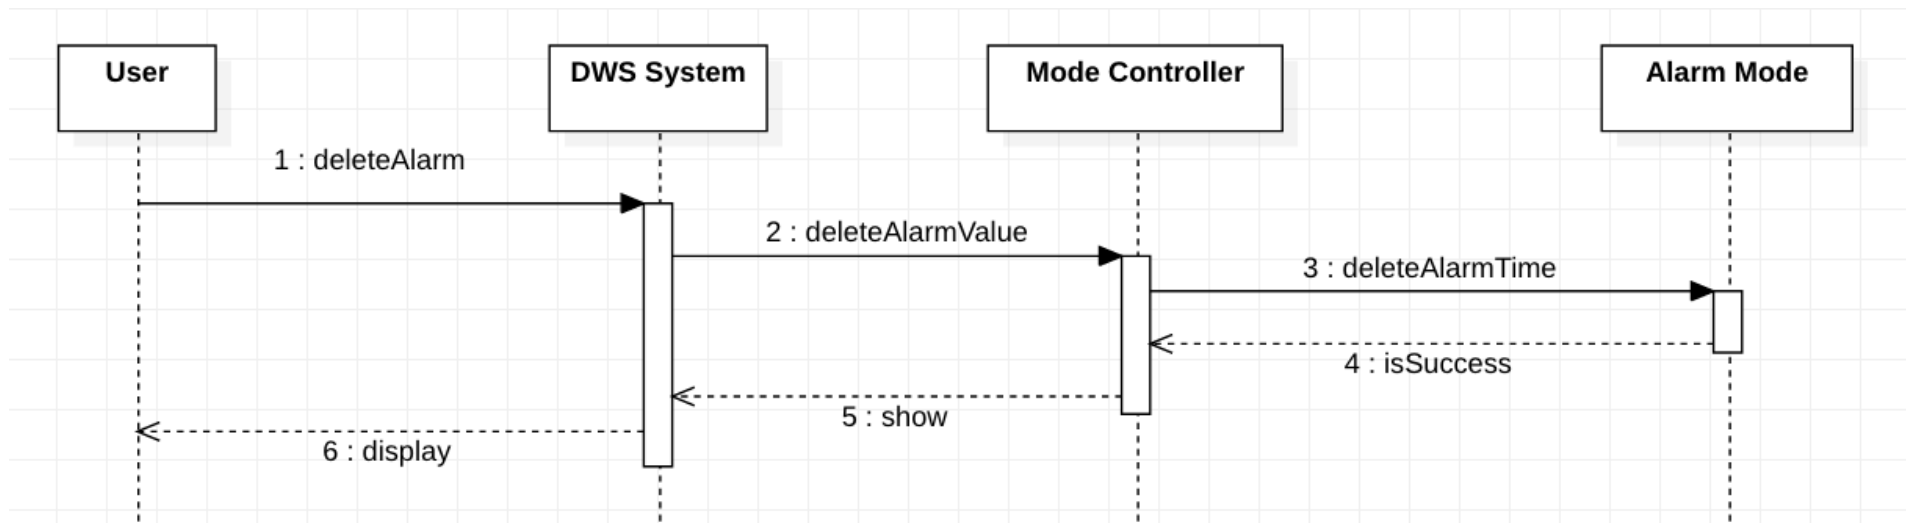 User
DWS System
Mode Controller
Alarm Mode
1 : deleteAlarm
2 : deleteAlarmValue
3 : deleteAlarmTime
4 : isSuccess
5 : show
6 : display